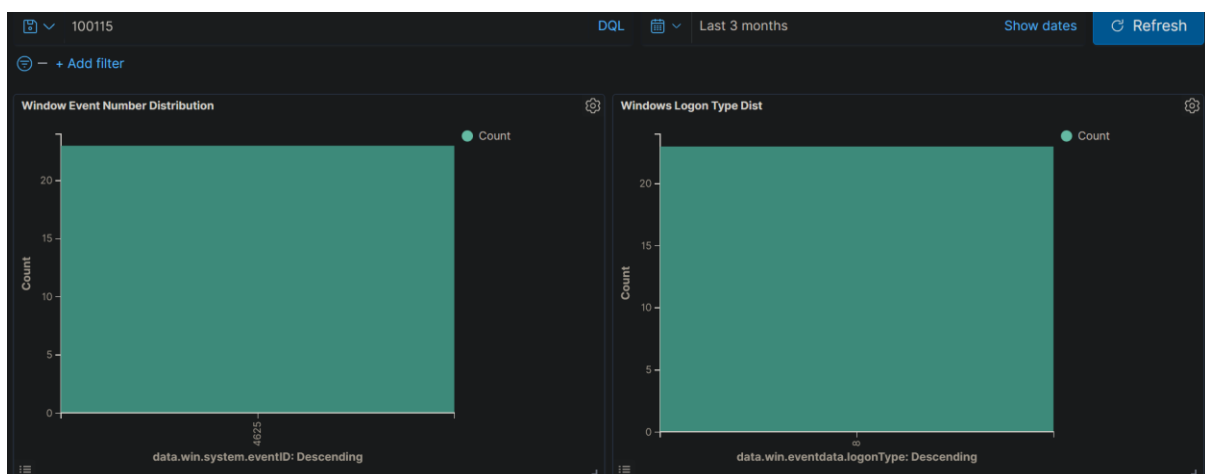 100115 DQL Last 3 months Show dates Refresh
+ Add filter
Window Event Number Distribution
Count
20
15
10
5
0
Count
4625
data.win.system.eventID: Descending
Windows Logon Type Dist
Count
20
15
10
5
0
Count
8
data.win.eventdata.logonType: Descending